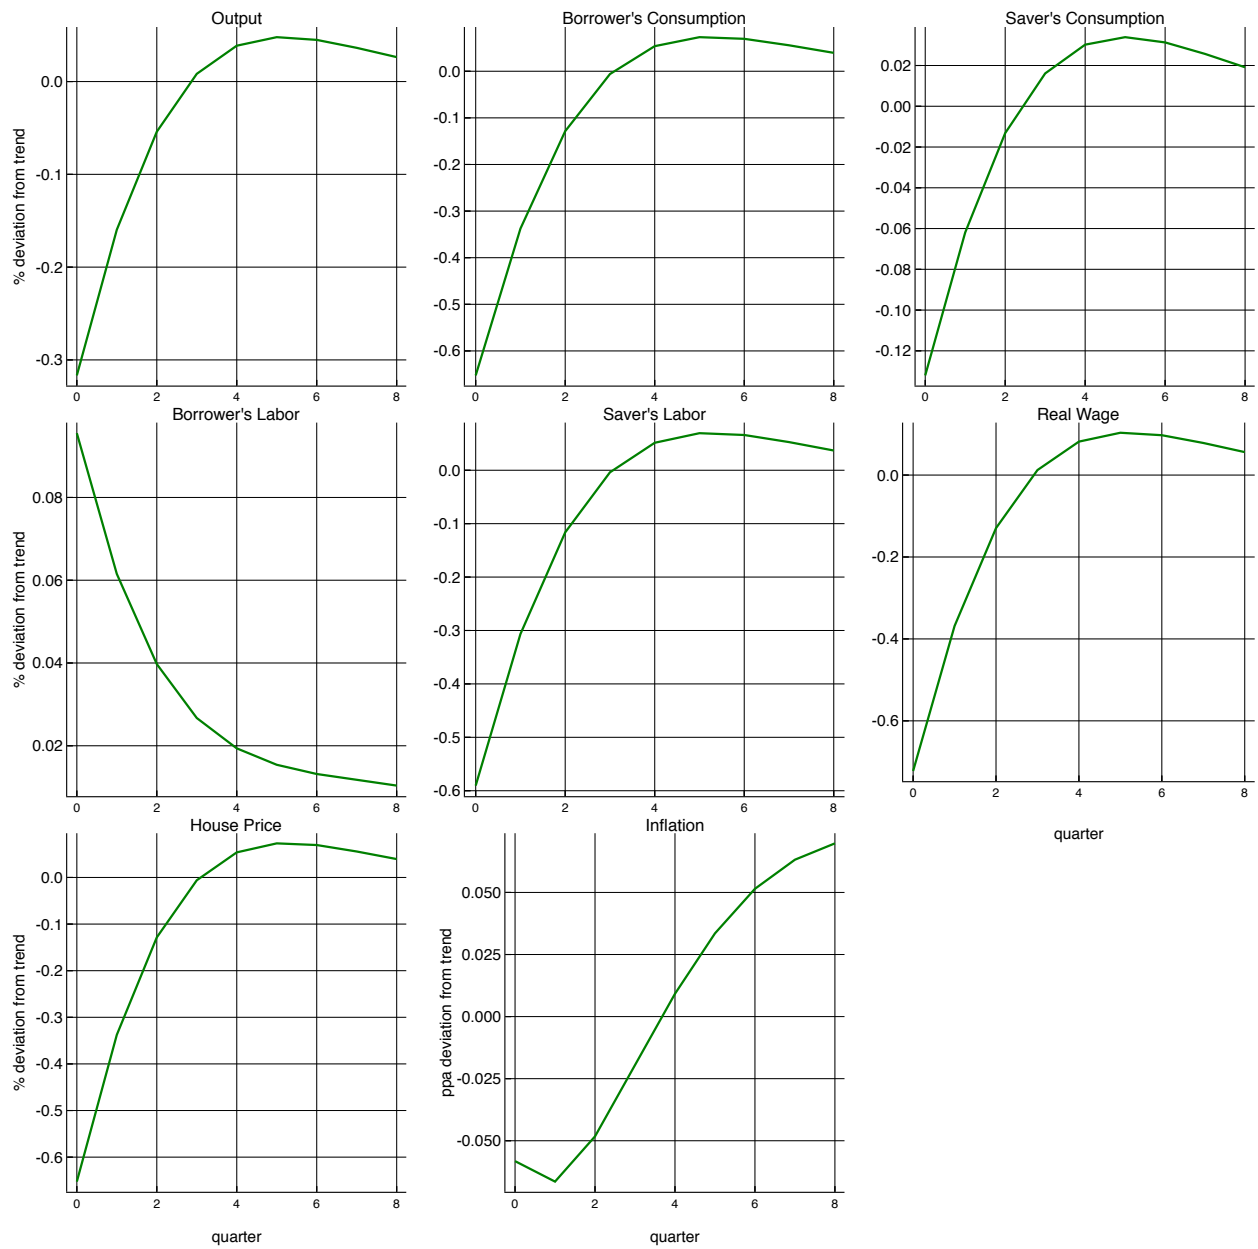 Output
Borrower's Consumption
Saver's Consumption
% deviation from trend
0.0
-0.1
-0.2
-0.3
0 2 4 6 8
0.0
-0.1
-0.2
-0.3
-0.4
-0.5
-0.6
0 2 4 6 8
0.02
0.00
-0.02
-0.04
-0.06
-0.08
-0.10
-0.12
0 2 4 6 8
Borrower's Labor
Saver's Labor
Real Wage
% deviation from trend
0.08
0.06
0.04
0.02
0 2 4 6 8
0.0
-0.1
-0.2
-0.3
-0.4
-0.5
-0.6
0 2 4 6 8
0.0
-0.2
-0.4
-0.6
0 2 4 6 8
quarter
House Price
Inflation
% deviation from trend
0.0
-0.1
-0.2
-0.3
-0.4
-0.5
-0.6
0 2 4 6 8
quarter
ppa deviation from trend
0.050
0.025
0.000
-0.025
-0.050
0 2 4 6 8
quarter